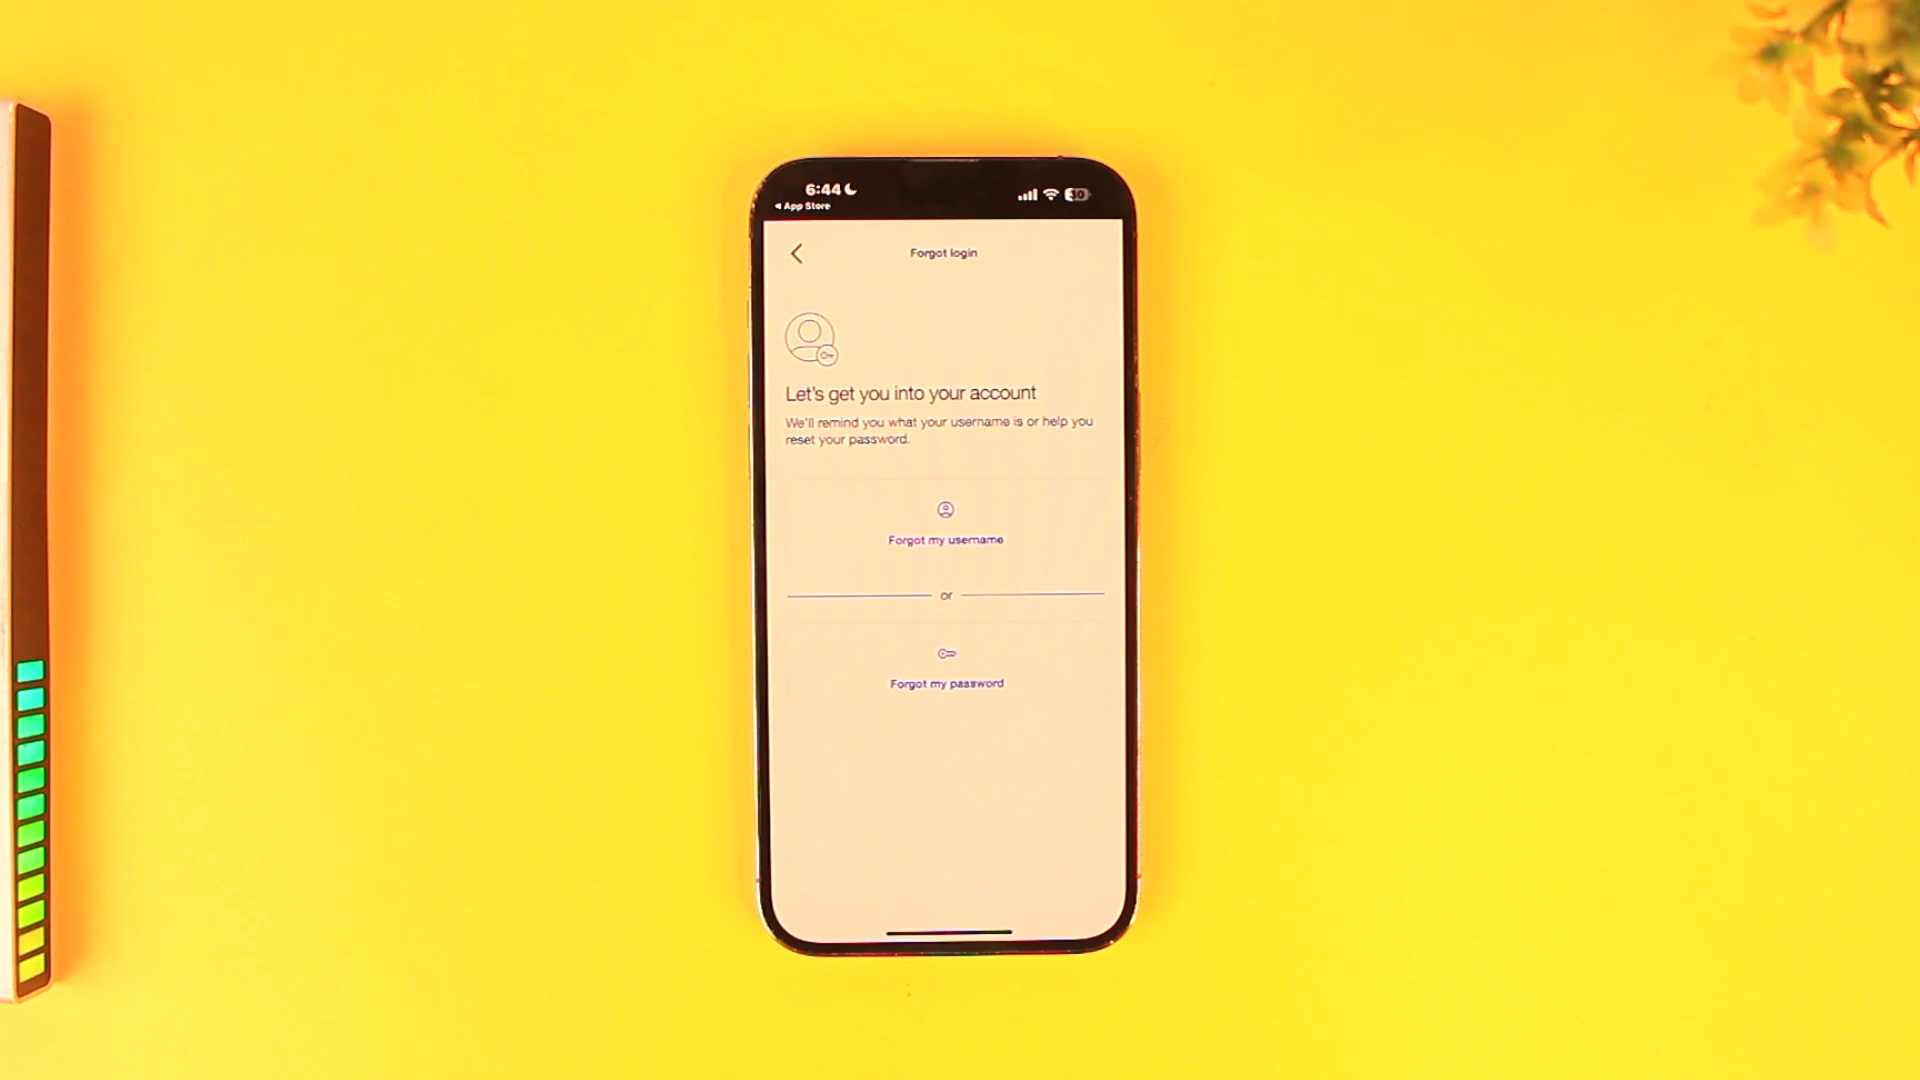 6:44
30
◂ App Store
Forgot login
Let's get you into your account
We'll remind you what your username is or help you
reset your password.
Forgot my username
or
Forgot my password